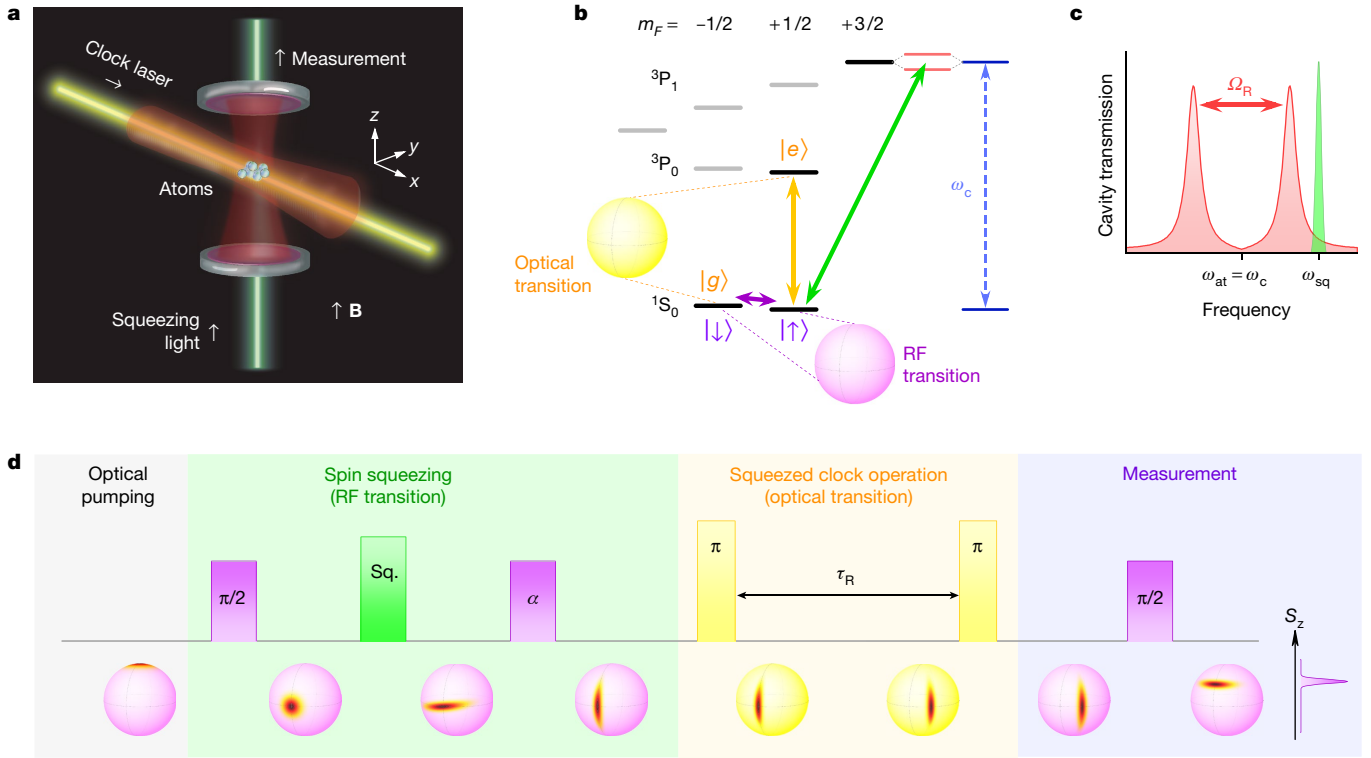 a
Clock laser
→
↑ Measurement
z
y
x
Atoms
Squeezing
light ↑
↑ B
b
m_F = −1/2 +1/2 +3/2
³P₁
³P₀
|e⟩
ω_c
Optical
transition
|g⟩
¹S₀
|↓⟩ |↑⟩
RF
transition
c
Cavity transmission
Ω_R
ω_at = ω_c
ω_sq
Frequency
d
Optical
pumping
Spin squeezing
(RF transition)
Squeezed clock operation
(optical transition)
Measurement
π/2
Sq.
α
π
τ_R
π
π/2
S_z